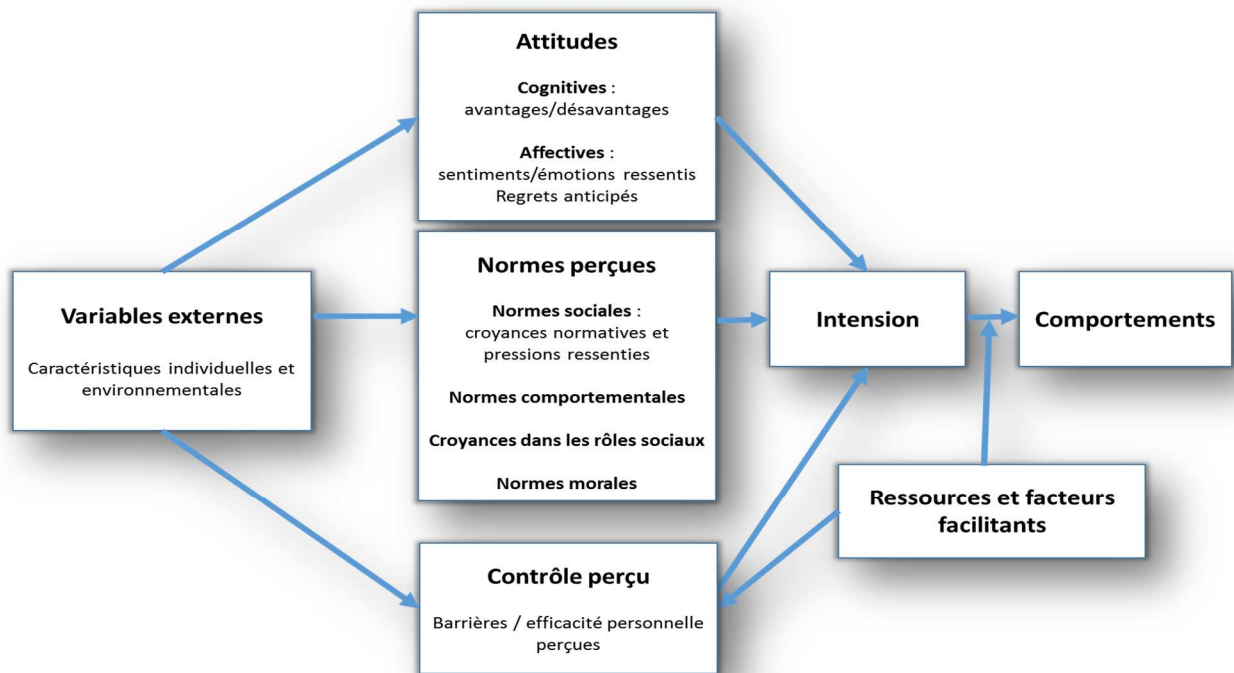 Attitudes
Cognitives :
avantages/désavantages
Affectives :
sentiments/émotions ressentis
Regrets anticipés
Variables externes
Caractéristiques individuelles et
environnementales
Normes perçues
Normes sociales :
croyances normatives et
pressions ressenties
Normes comportementales
Croyances dans les rôles sociaux
Normes morales
Intension
Comportements
Ressources et facteurs
facilitants
Contrôle perçu
Barrières / efficacité personnelle
perçues